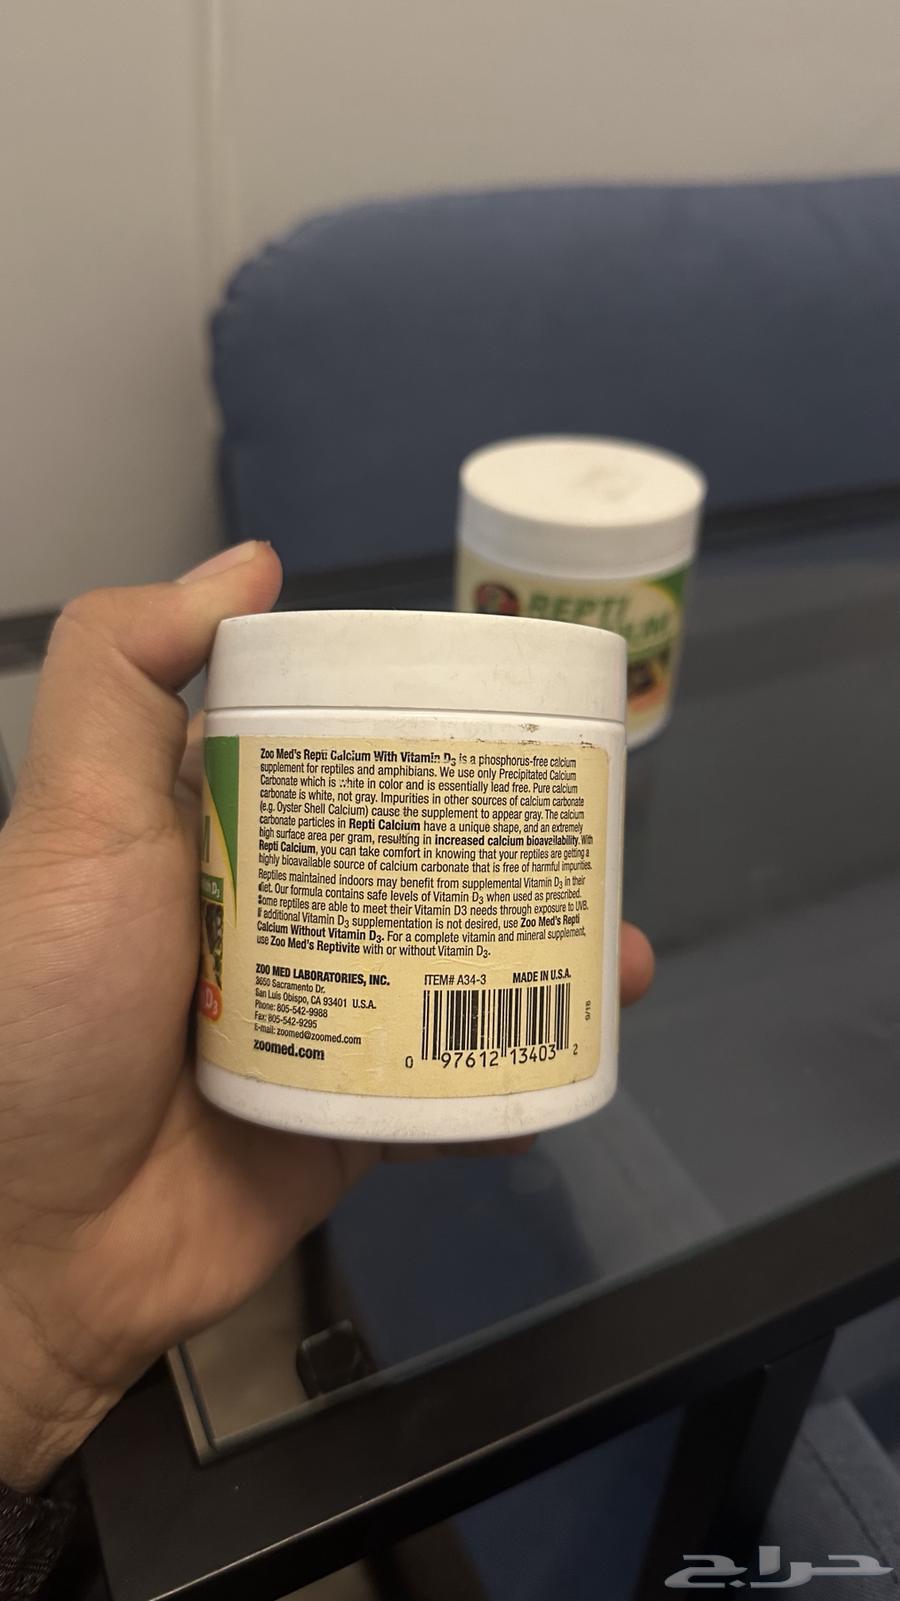 Zoo Med's Repti Calcium With Vitamin D3 is a phosphorus-free calcium
supplement for reptiles and amphibians. We use only Precipitated Calcium
Carbonate which is white in color and is essentially lead free. Pure calcium
carbonate is white, not gray. Impurities in other sources of calcium carbonate
(e.g. Oyster Shell Calcium) cause the supplement to appear gray. The calcium
carbonate particles in Repti Calcium have a unique shape, and an extremely
high surface area per gram, resulting in increased calcium bioavailability. With
Repti Calcium, you can take comfort in knowing that your reptiles are getting a
highly bioavailable source of calcium carbonate that is free of harmful impurities.
Reptiles maintained indoors may benefit from supplemental Vitamin D3 in their
diet. Our formula contains safe levels of Vitamin D3 when used as prescribed.
Some reptiles are able to meet their Vitamin D3 needs through exposure to UVB.
If additional Vitamin D3 supplementation is not desired, use Zoo Med's Repti
Calcium Without Vitamin D3. For a complete vitamin and mineral supplement,
use Zoo Med's Reptivite with or without Vitamin D3.
ZOO MED LABORATORIES, INC.
3650 Sacramento Dr.
San Luis Obispo, CA 93401 U.S.A.
Phone: 805-542-9988
Fax: 805-542-9295
E-mail: zoomed@zoomed.com
zoomed.com
ITEM# A34-3 MADE IN U.S.A.
0 97612 13403 2
9/18
M
with D3
D3
REPTI
حراج